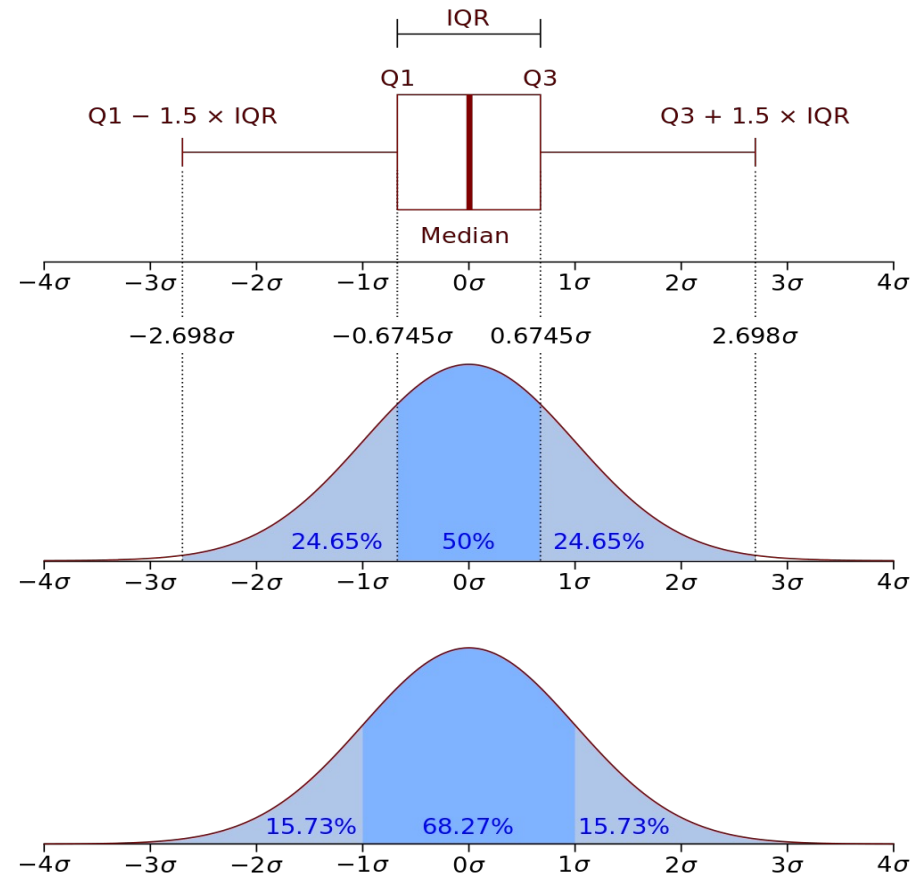 IQR
Q1 Q3
Q1 − 1.5 × IQR Q3 + 1.5 × IQR
Median
−4σ −3σ −2σ −1σ 0σ 1σ 2σ 3σ 4σ
−2.698σ −0.6745σ 0.6745σ 2.698σ
24.65% 50% 24.65%
−4σ −3σ −2σ −1σ 0σ 1σ 2σ 3σ 4σ
15.73% 68.27% 15.73%
−4σ −3σ −2σ −1σ 0σ 1σ 2σ 3σ 4σ